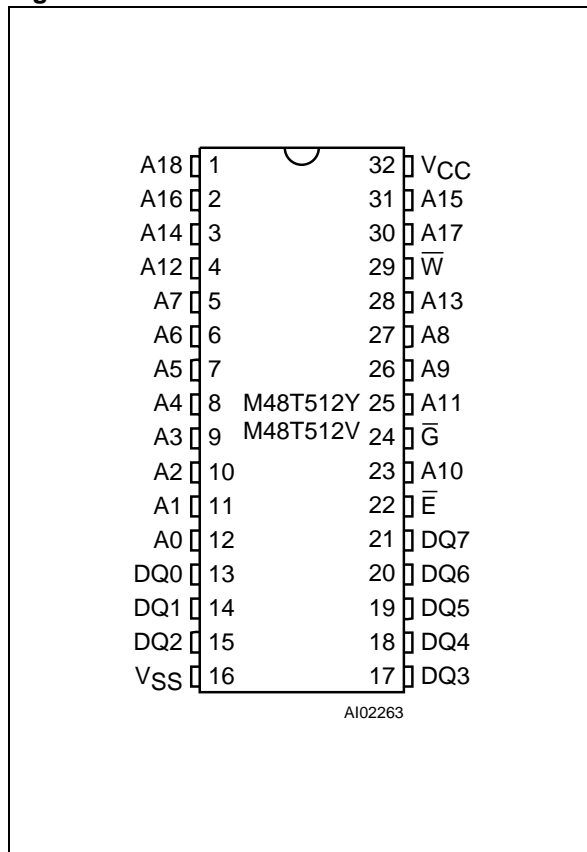 A18 1 32 VCC
A16 2 31 A15
A14 3 30 A17
A12 4 29 W̅
A7 5 28 A13
A6 6 27 A8
A5 7 26 A9
A4 8 M48T512Y 25 A11
A3 9 M48T512V 24 G̅
A2 10 23 A10
A1 11 22 E̅
A0 12 21 DQ7
DQ0 13 20 DQ6
DQ1 14 19 DQ5
DQ2 15 18 DQ4
VSS 16 17 DQ3
AI02263